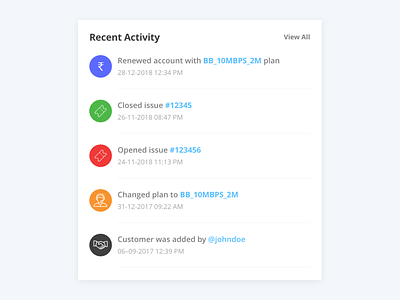 Recent Activity
View All
₹
Renewed account with BB_10MBPS_2M plan
28-12-2018 12:34 PM
Closed issue #12345
26-11-2018 08:47 PM
Opened issue #123456
24-11-2018 11;13 PM
Changed plan to BB_10MBPS_2M
31-12-2017 09:22 AM
Customer was added by @johndoe
06-09-2017 12:39 PM